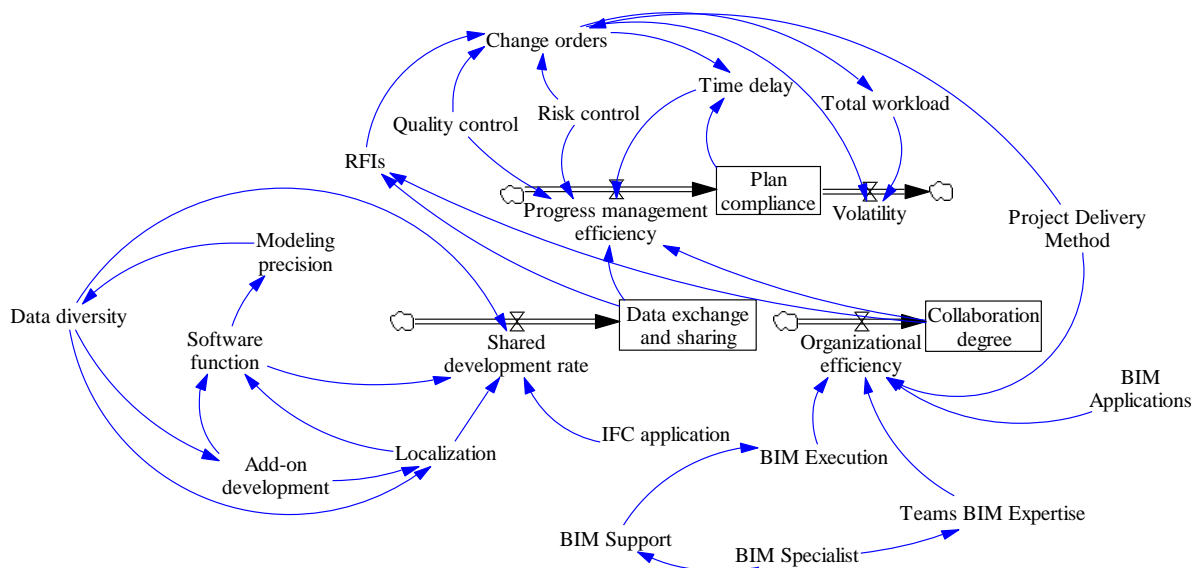 Change orders
Time delay
Total workload
Quality control
Risk control
RFIs
Plan
compliance
Progress management
efficiency
Volatility
Project Delivery
Method
Modeling
precision
Data diversity
Data exchange
and sharing
Collaboration
degree
Software
function
Shared
development rate
Organizational
efficiency
BIM
Applications
IFC application
Localization
BIM Execution
Add-on
development
Teams BIM Expertise
BIM Support
BIM Specialist